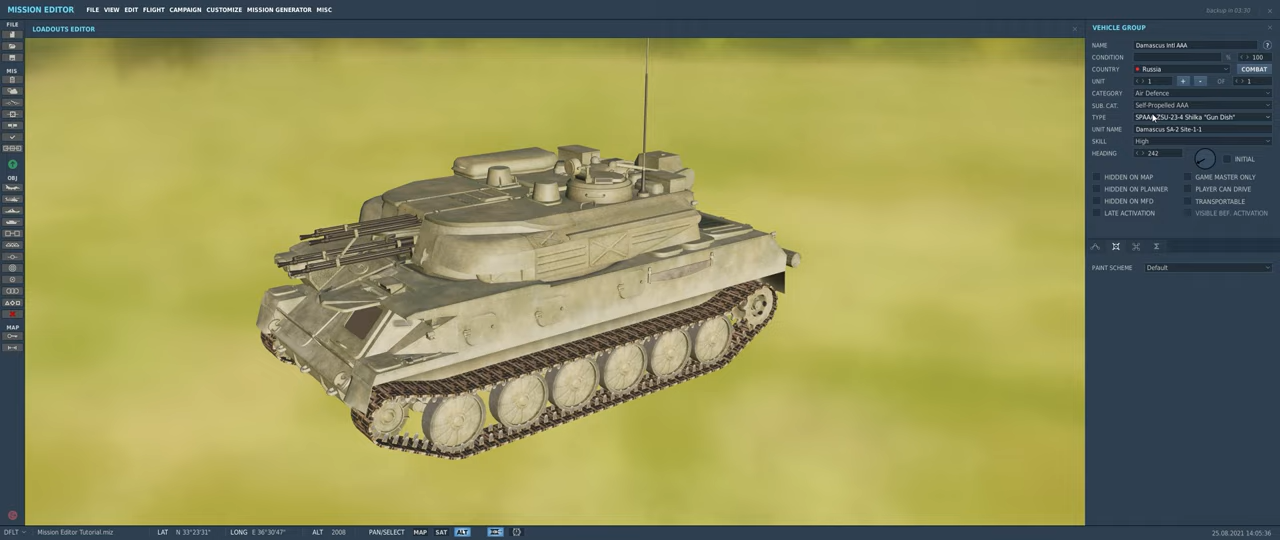 MISSION EDITOR FILE VIEW EDIT FLIGHT CAMPAIGN CUSTOMIZE MISSION GENERATOR MISC backup in 03:30 ×
FILE
LOADOUTS EDITOR ×
MIS
OBJ
MAP
VEHICLE GROUP ×
NAME Damascus Intl AAA ?
CONDITION % < > 100
COUNTRY Russia COMBAT
UNIT < > 1 + - OF < > 1
CATEGORY Air Defence
SUB. CAT. Self-Propelled AAA
TYPE SPAAA ZSU-23-4 Shilka "Gun Dish"
UNIT NAME Damascus SA-2 Site-1-1
SKILL High
HEADING < > 242 INITIAL
HIDDEN ON MAP GAME MASTER ONLY
HIDDEN ON PLANNER PLAYER CAN DRIVE
HIDDEN ON MFD TRANSPORTABLE
LATE ACTIVATION VISIBLE BEF. ACTIVATION
PAINT SCHEME Default
DFLT Mission Editor Tutorial.miz LAT N 33°23'31" LONG E 36°30'47" ALT 2008 PAN/SELECT MAP SAT ALT 25.08.2021 14:05:36